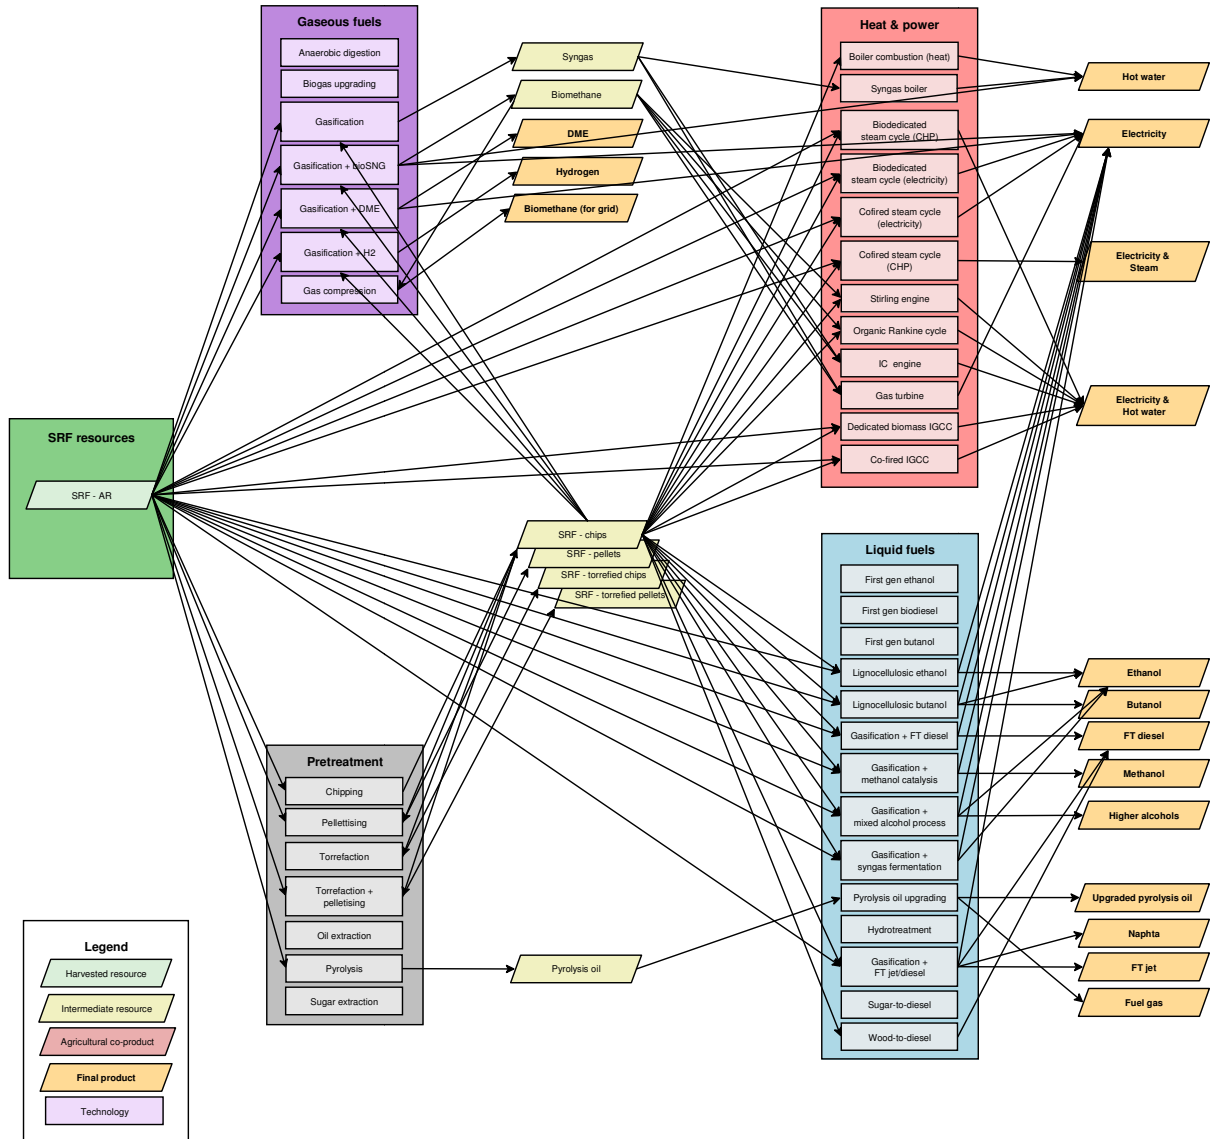 Gaseous fuels
Anaerobic digestion
Biogas upgrading
Gasification
Gasification + bioSNG
Gasification + DME
Gasification + H2
Gas compression
Syngas
Biomethane
DME
Hydrogen
Biomethane (for grid)
Heat & power
Boiler combustion (heat)
Syngas boiler
Biodedicated
steam cycle (CHP)
Biodedicated
steam cycle (electricity)
Cofired steam cycle
(electricity)
Cofired steam cycle
(CHP)
Stirling engine
Organic Rankine cycle
IC engine
Gas turbine
Dedicated biomass IGCC
Co-fired IGCC
Hot water
Electricity
Electricity &
Steam
Electricity &
Hot water
SRF resources
SRF - AR
SRF - chips
SRF - pellets
SRF - torrefied chips
SRF - torrefied pellets
Liquid fuels
First gen ethanol
First gen biodiesel
First gen butanol
Lignocellulosic ethanol
Lignocellulosic butanol
Gasification + FT diesel
Gasification +
methanol catalysis
Gasification +
mixed alcohol process
Gasification +
syngas fermentation
Pyrolysis oil upgrading
Hydrotreatment
Gasification +
FT jet/diesel
Sugar-to-diesel
Wood-to-diesel
Ethanol
Butanol
FT diesel
Methanol
Higher alcohols
Upgraded pyrolysis oil
Naphta
FT jet
Fuel gas
Pretreatment
Chipping
Pellettising
Torrefaction
Torrefaction +
pelletising
Oil extraction
Pyrolysis
Sugar extraction
Pyrolysis oil
Legend
Harvested resource
Intermediate resource
Agricultural co-product
Final product
Technology